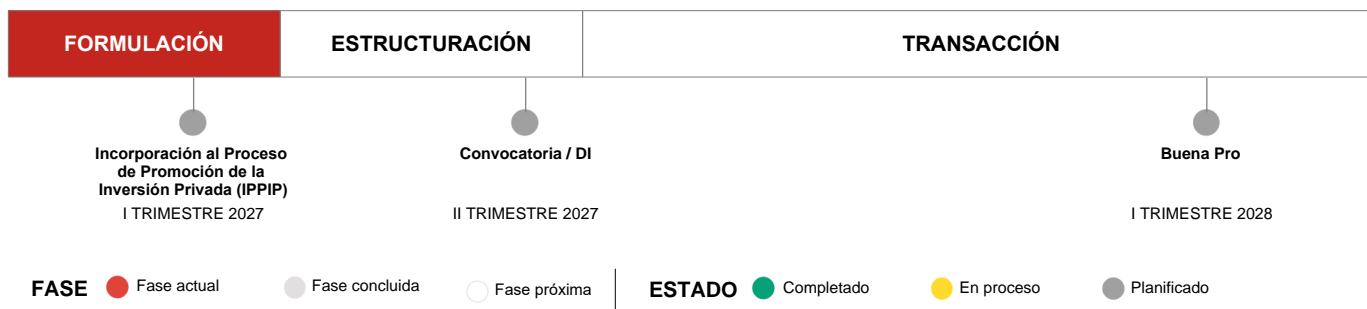 FORMULACIÓN
ESTRUCTURACIÓN
TRANSACCIÓN
Incorporación al Proceso
de Promoción de la
Inversión Privada (IPPIP)
I TRIMESTRE 2027
Convocatoria / DI
II TRIMESTRE 2027
Buena Pro
I TRIMESTRE 2028
FASE
Fase actual
Fase concluida
Fase próxima
ESTADO
Completado
En proceso
Planificado